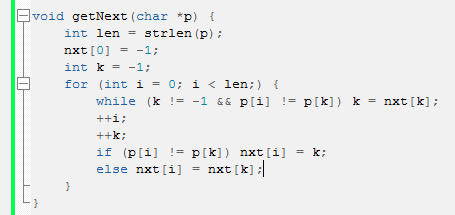 void getNext(char *p) {
    int len = strlen(p);
    nxt[0] = -1;
    int k = -1;
    for (int i = 0; i < len;) {
        while (k != -1 && p[i] != p[k]) k = nxt[k];
        ++i;
        ++k;
        if (p[i] != p[k]) nxt[i] = k;
        else nxt[i] = nxt[k];
    }
}